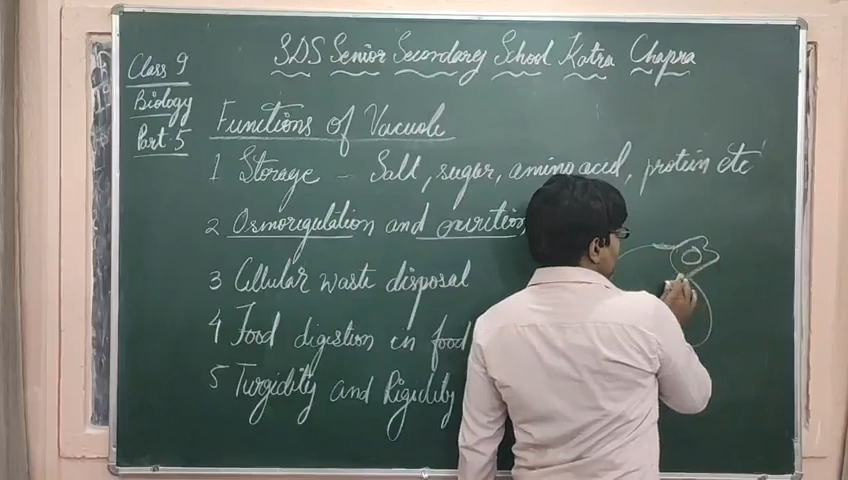 SDS Senior Secondary School Katra Chapra
Class 9
Biology
Part 5
Functions of Vacuole
1 Storage - Salt, sugar, amino acid, protein etc
2 Osmoregulation and
3 Cellular waste disposal
4 Food digestion in food
5 Turgidity and Rigidity